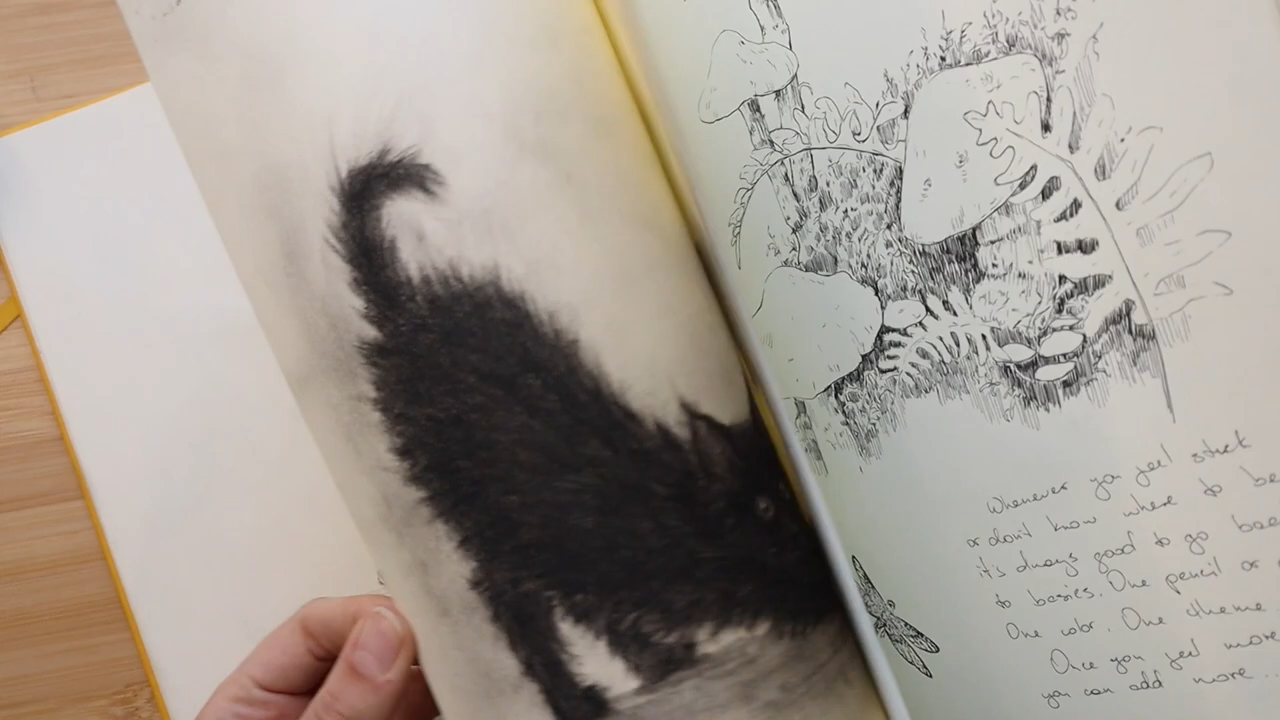 Whenever you feel stuck
or don't know where to be
it's always good to go bac
to basics. One pencil or
One color. One theme
Once you feel more
you can add more...